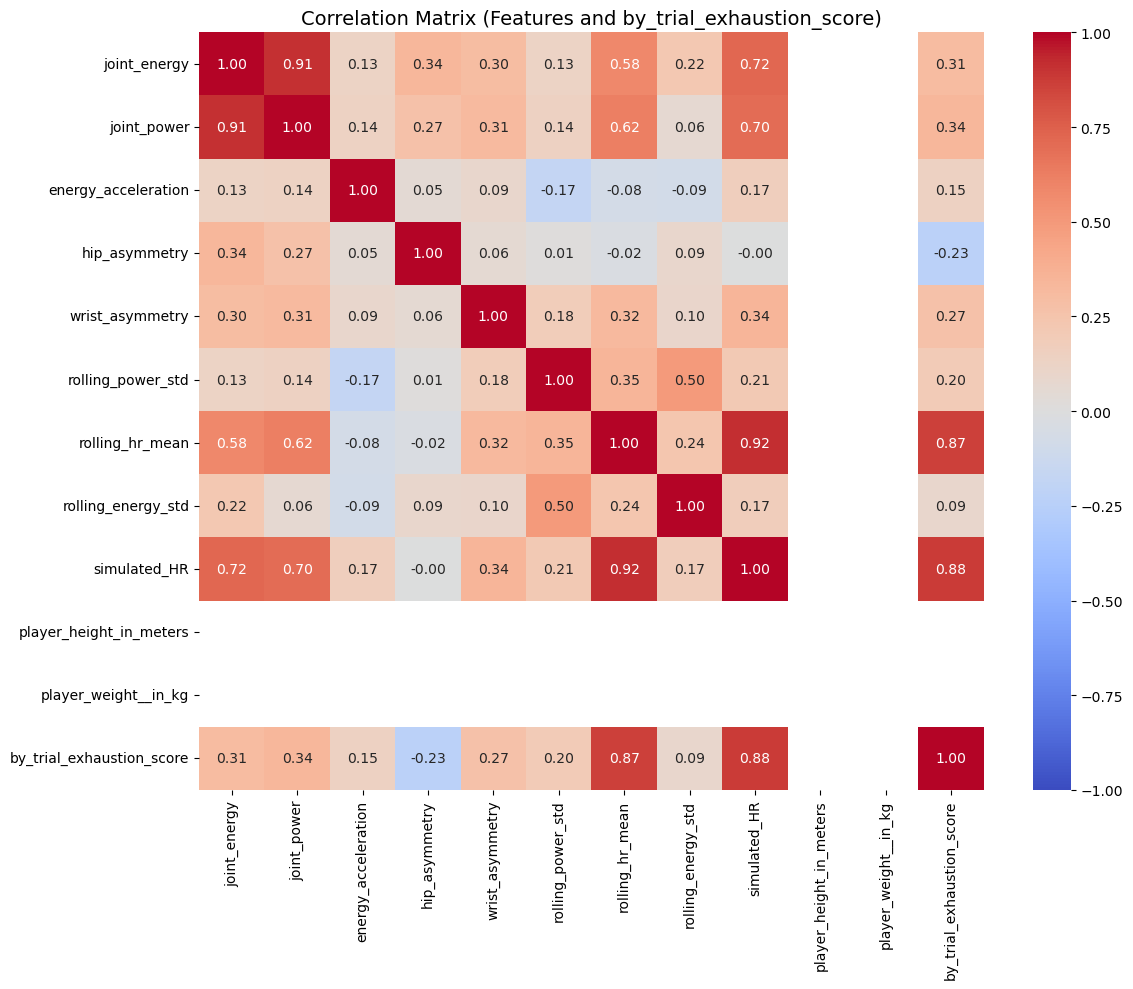 Correlation Matrix (Features and by_trial_exhaustion_score)
joint_energy 1.00 0.91 0.13 0.34 0.30 0.13 0.58 0.22 0.72 0.31
joint_power 0.91 1.00 0.14 0.27 0.31 0.14 0.62 0.06 0.70 0.34
energy_acceleration 0.13 0.14 1.00 0.05 0.09 -0.17 -0.08 -0.09 0.17 0.15
hip_asymmetry 0.34 0.27 0.05 1.00 0.06 0.01 -0.02 0.09 -0.00 -0.23
wrist_asymmetry 0.30 0.31 0.09 0.06 1.00 0.18 0.32 0.10 0.34 0.27
rolling_power_std 0.13 0.14 -0.17 0.01 0.18 1.00 0.35 0.50 0.21 0.20
rolling_hr_mean 0.58 0.62 -0.08 -0.02 0.32 0.35 1.00 0.24 0.92 0.87
rolling_energy_std 0.22 0.06 -0.09 0.09 0.10 0.50 0.24 1.00 0.17 0.09
simulated_HR 0.72 0.70 0.17 -0.00 0.34 0.21 0.92 0.17 1.00 0.88
player_height_in_meters
player_weight__in_kg
by_trial_exhaustion_score 0.31 0.34 0.15 -0.23 0.27 0.20 0.87 0.09 0.88 1.00
joint_energy
joint_power
energy_acceleration
hip_asymmetry
wrist_asymmetry
rolling_power_std
rolling_hr_mean
rolling_energy_std
simulated_HR
player_height_in_meters
player_weight__in_kg
by_trial_exhaustion_score
1.00
0.75
0.50
0.25
0.00
−0.25
−0.50
−0.75
−1.00